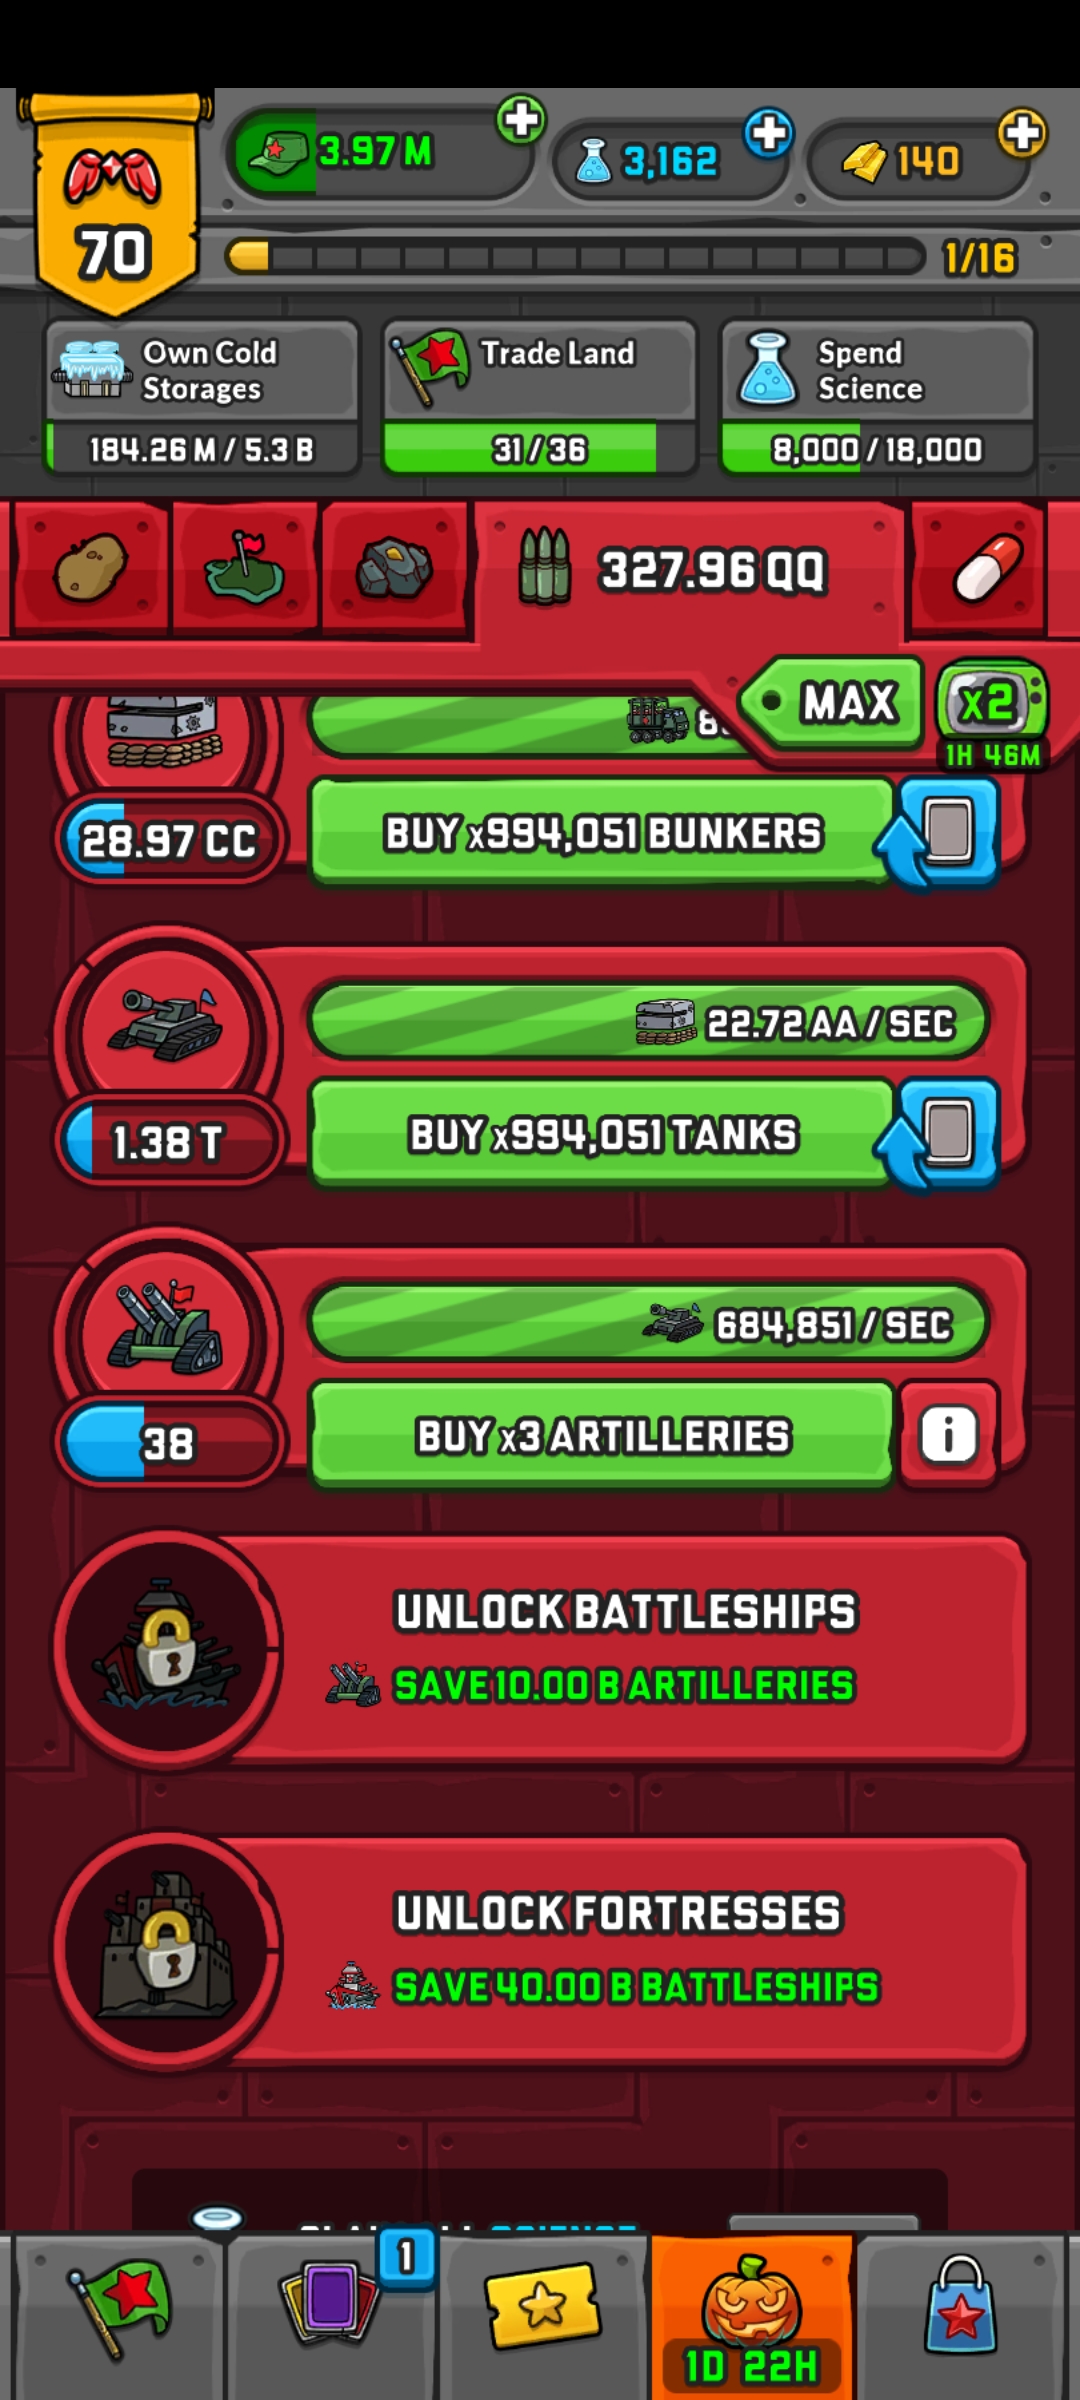 3.97 M
3,162
140
70
1/16
Own Cold
Storages
184.26 M / 5.3 B
Trade Land
31 / 36
Spend
Science
8,000 / 18,000
327.96 QQ
MAX
x2
1H 46M
28.97 CC
BUY x994,051 BUNKERS
22.72 AA / SEC
1.38 T
BUY x994,051 TANKS
684,851 / SEC
38
BUY x3 ARTILLERIES
i
UNLOCK BATTLESHIPS
SAVE 10.00 B ARTILLERIES
UNLOCK FORTRESSES
SAVE 40.00 B BATTLESHIPS
SCIENCE
1
1D 22H